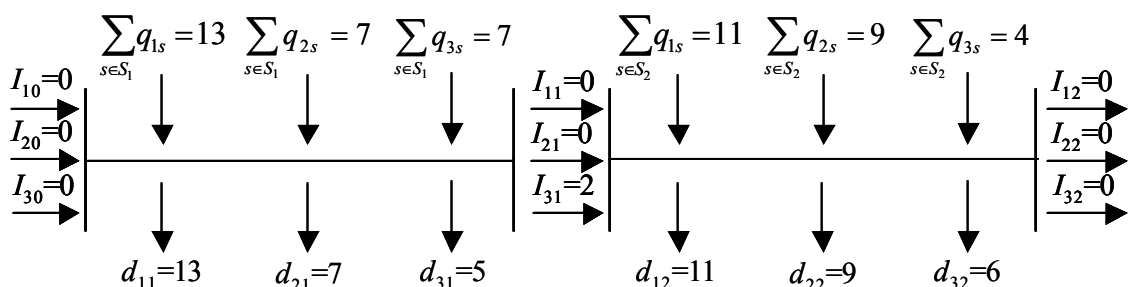 ∑_{s∈S₁} q₁ₛ = 13 ∑_{s∈S₁} q₂ₛ = 7 ∑_{s∈S₁} q₃ₛ = 7 ∑_{s∈S₂} q₁ₛ = 11 ∑_{s∈S₂} q₂ₛ = 9 ∑_{s∈S₂} q₃ₛ = 4
I₁₀=0 I₁₁=0 I₁₂=0
I₂₀=0 I₂₁=0 I₂₂=0
I₃₀=0 I₃₁=2 I₃₂=0
d₁₁=13 d₂₁=7 d₃₁=5 d₁₂=11 d₂₂=9 d₃₂=6